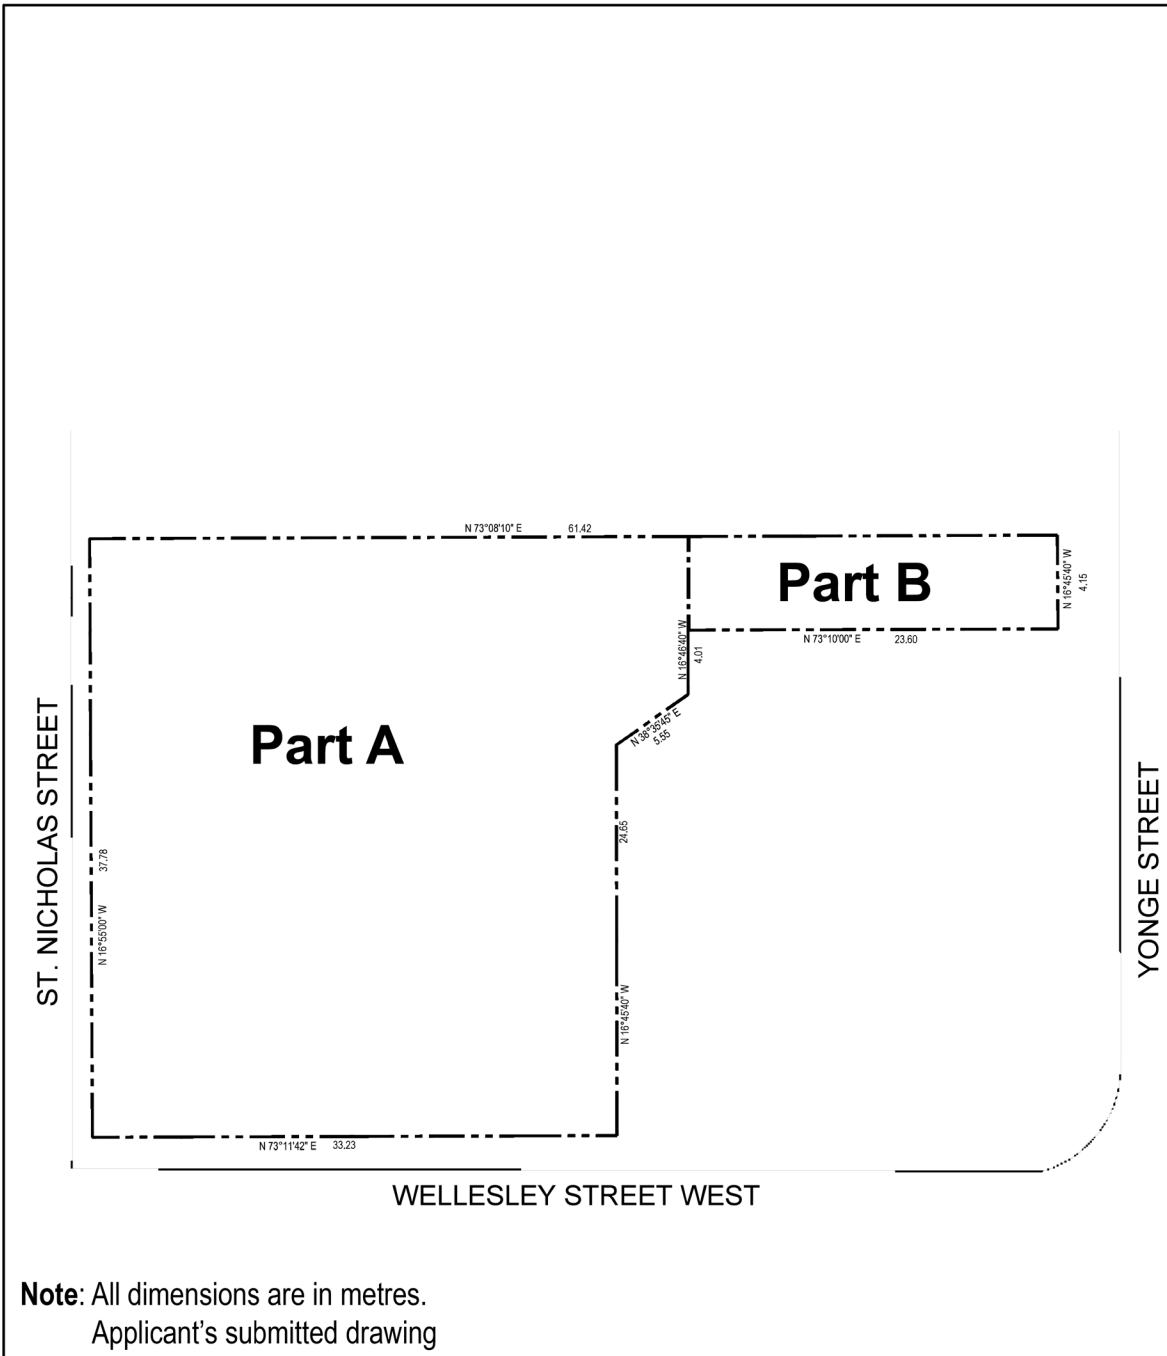 N 73°08'10" E 61.42
Part B
N 16°45'40" W
4.15
N 73°10'00" E 23.60
N 16°46'40" W
4.01
N 38°35'45" E
5.55
Part A
ST. NICHOLAS STREET
37.78
N 16°55'00" W
24.65
N 16°45'40" W
YONGE STREET
N 73°11'42" E 33.23
WELLESLEY STREET WEST
Note: All dimensions are in metres.
Applicant’s submitted drawing